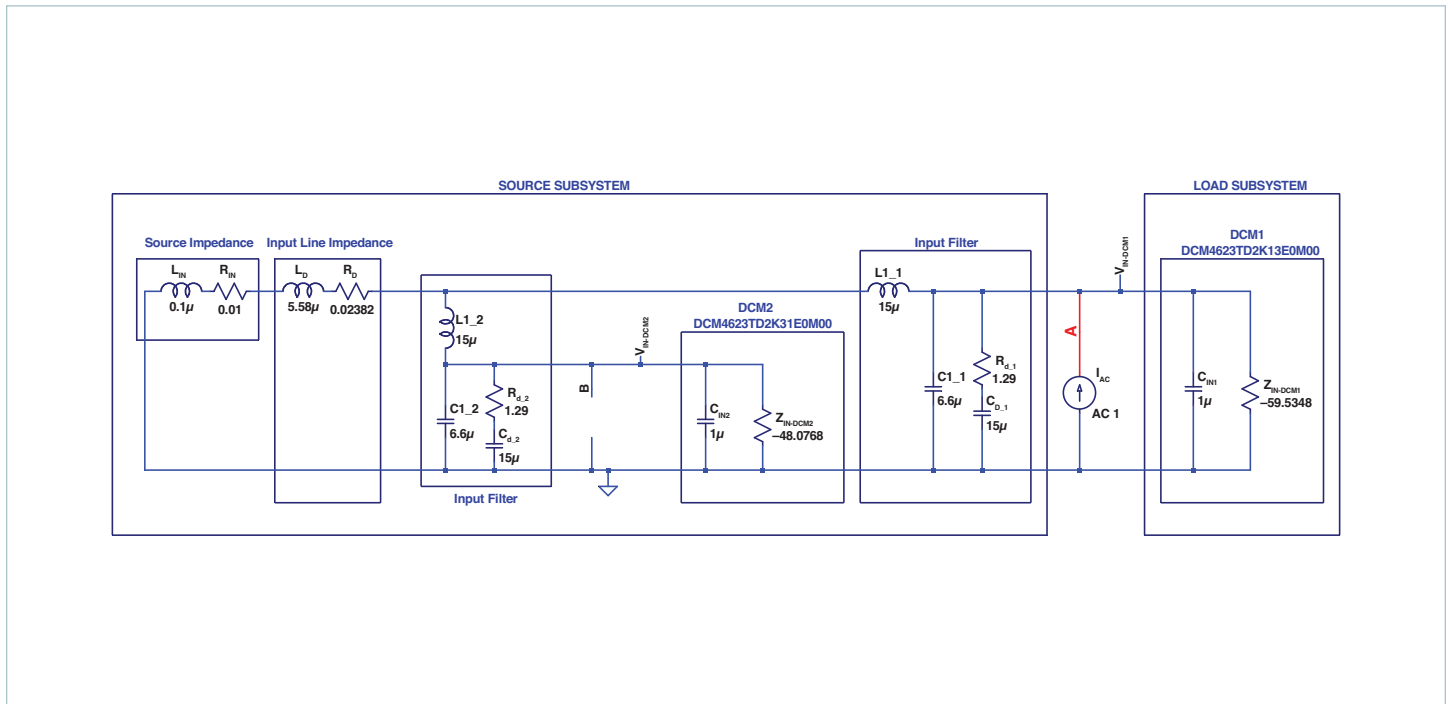 SOURCE SUBSYSTEM
LOAD SUBSYSTEM
Source Impedance
Input Line Impedance
Input Filter
DCM1
DCM4623TD2K13E0M00
L_IN
0.1µ
R_IN
0.01
L_D
5.58µ
R_D
0.02382
L1_2
15µ
C1_2
6.6µ
R_d_2
1.29
C_d_2
15µ
Input Filter
B
V_IN-DCM2
DCM2
DCM4623TD2K31E0M00
C_IN2
1µ
Z_IN-DCM2
–48.0768
L1_1
15µ
C1_1
6.6µ
R_d_1
1.29
C_D_1
15µ
A
I_AC
AC 1
V_IN-DCM1
C_IN1
1µ
Z_IN-DCM1
–59.5348